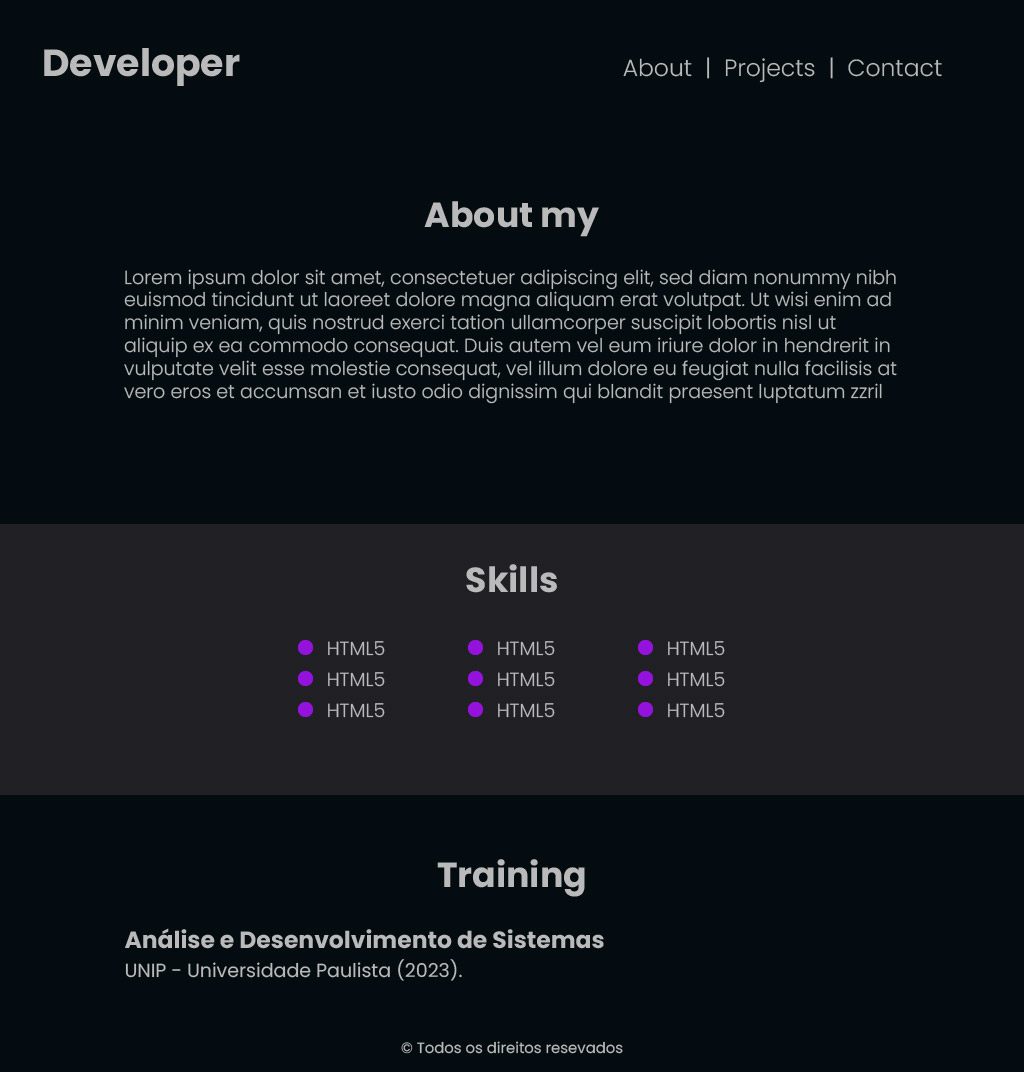 Developer
About | Projects | Contact
About my
Lorem ipsum dolor sit amet, consectetuer adipiscing elit, sed diam nonummy nibh
euismod tincidunt ut laoreet dolore magna aliquam erat volutpat. Ut wisi enim ad
minim veniam, quis nostrud exerci tation ullamcorper suscipit lobortis nisl ut
aliquip ex ea commodo consequat. Duis autem vel eum iriure dolor in hendrerit in
vulputate velit esse molestie consequat, vel illum dolore eu feugiat nulla facilisis at
vero eros et accumsan et iusto odio dignissim qui blandit praesent luptatum zzril
Skills
HTML5 HTML5 HTML5
HTML5 HTML5 HTML5
HTML5 HTML5 HTML5
Training
Análise e Desenvolvimento de Sistemas
UNIP - Universidade Paulista (2023).
© Todos os direitos resevados